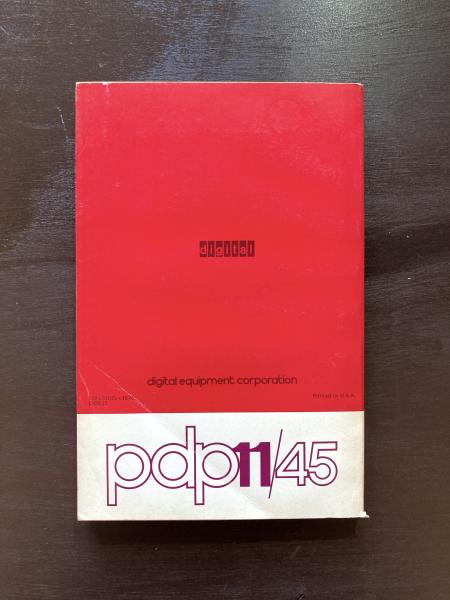 digital
digital equipment corporation
Printed in U.S.A.
pdp11/45